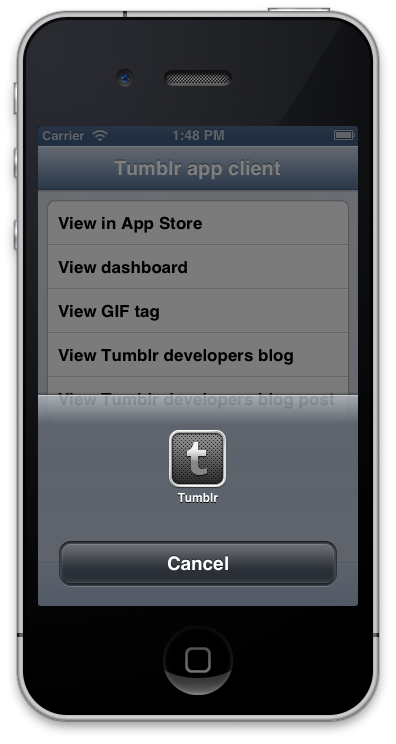 Carrier 1:48 PM
Tumblr app client
View in App Store
View dashboard
View GIF tag
View Tumblr developers blog
View Tumblr developers blog post
t
Tumblr
Cancel